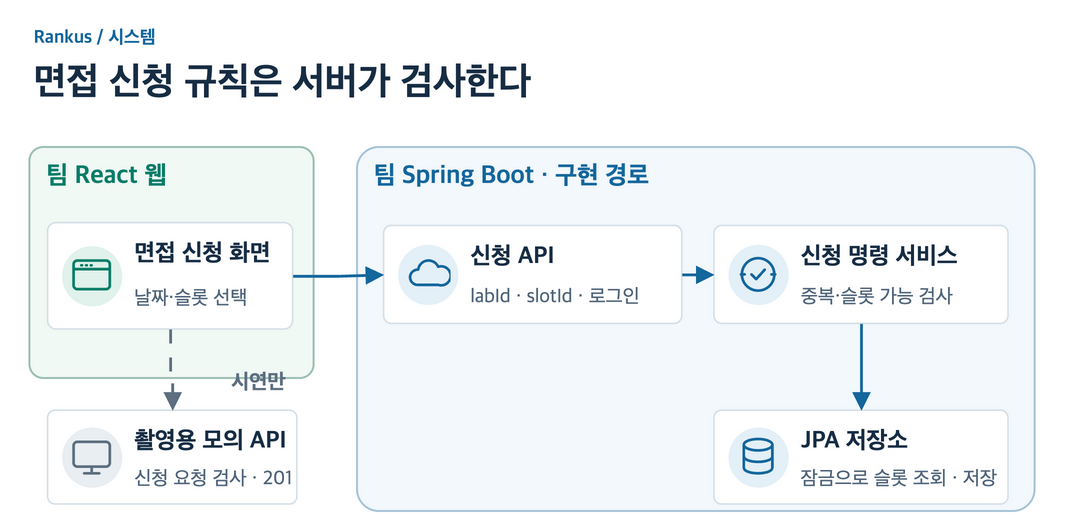 Rankus / 시스템
면접 신청 규칙은 서버가 검사한다
팀 React 웹
면접 신청 화면
날짜·슬롯 선택
시연만
촬영용 모의 API
신청 요청 검사 · 201
팀 Spring Boot · 구현 경로
신청 API
labId · slotId · 로그인
신청 명령 서비스
중복·슬롯 가능 검사
JPA 저장소
잠금으로 슬롯 조회 · 저장